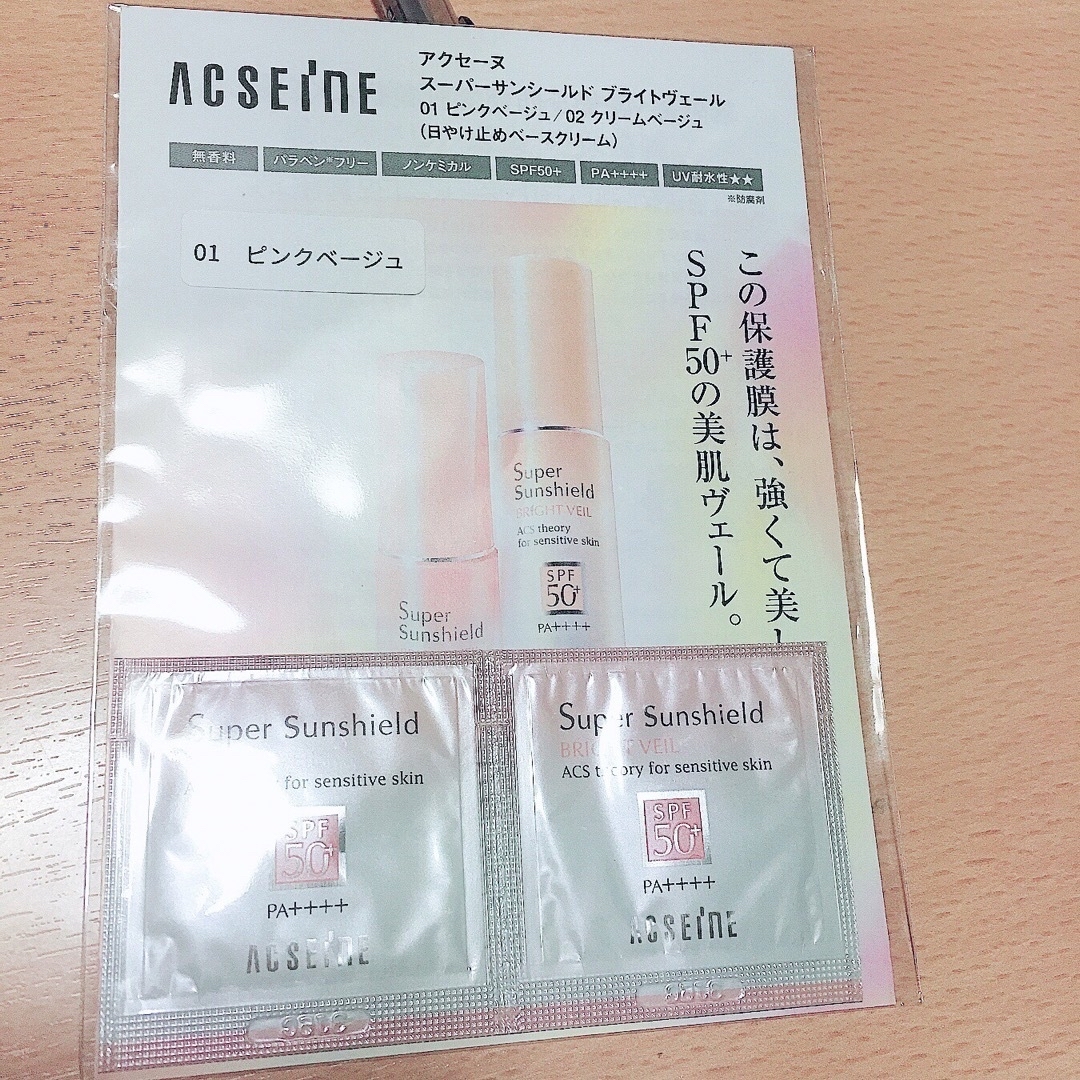 ACSEINE
アクセーヌ
スーパーサンシールド ブライトヴェール
01 ピンクベージュ/02 クリームベージュ
(日やけ止めベースクリーム)
無香料
パラベン※フリー
ノンケミカル
SPF50+
PA++++
UV耐水性★★
※防腐剤
01 ピンクベージュ
この保護膜は、強くて美し
SPF50+の美肌ヴェール。
Super
Sunshield
BRIGHT VEIL
ACS theory
for sensitive skin
SPF
50+
PA++++
Super
Sunshield
Super Sunshield
for sensitive skin
SPF
50+
PA++++
ACSEINE
Super Sunshield
BRIGHT VEIL
ACS theory for sensitive skin
SPF
50+
PA++++
ACSEINE